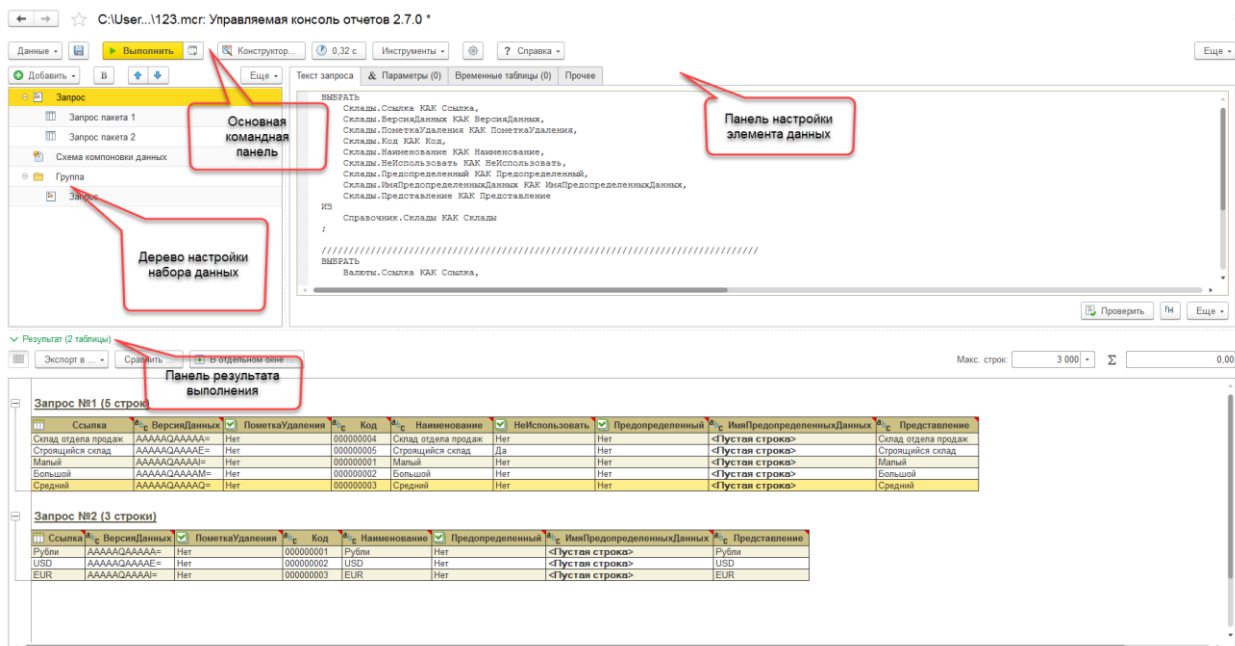 C:\User...\123.mcr: Управляемая консоль отчетов 2.7.0 *
Данные
Выполнить
Конструктор...
0,32 с
Инструменты
? Справка
Еще
Добавить
B
Еще
Запрос
Запрос пакета 1
Запрос пакета 2
Схема компоновки данных
Группа
Запрос
Основная командная панель
Дерево настройки набора данных
Текст запроса & Параметры (0) Временные таблицы (0) Прочее
ВЫБРАТЬ
Склады.Ссылка КАК Ссылка,
Склады.ВерсияДанных КАК ВерсияДанных,
Склады.ПометкаУдаления КАК ПометкаУдаления,
Склады.Код КАК Код,
Склады.Наименование КАК Наименование,
Склады.НеИспользовать КАК НеИспользовать,
Склады.Предопределенный КАК Предопределенный,
Склады.ИмяПредопределенныхДанных КАК ИмяПредопределенныхДанных,
Склады.Представление КАК Представление
ИЗ
Справочник.Склады КАК Склады
;
////////////////////////////////////////////////////////////////////////////////
ВЫБРАТЬ
Валюты.Ссылка КАК Ссылка,
Панель настройки элемента данных
Проверить
Еще
Результат (2 таблицы)
Экспорт в ...
Сравнить
В отдельном окне
Панель результата выполнения
Макс. строк: 3 000 Σ 0,00
Запрос №1 (5 строк)
Ссылка ВерсияДанных ПометкаУдаления Код Наименование НеИспользовать Предопределенный ИмяПредопределенныхДанных Представление
Склад отдела продаж AAAAAQAAAAA= Нет 000000004 Склад отдела продаж Нет Нет <Пустая строка> Склад отдела продаж
Строящийся склад AAAAAQAAAAE= Нет 000000005 Строящийся склад Да Нет <Пустая строка> Строящийся склад
Малый AAAAAQAAAAI= Нет 000000001 Малый Нет Нет <Пустая строка> Малый
Большой AAAAAQAAAAM= Нет 000000002 Большой Нет Нет <Пустая строка> Большой
Средний AAAAAQAAAAQ= Нет 000000003 Средний Нет Нет <Пустая строка> Средний
Запрос №2 (3 строки)
Ссылка ВерсияДанных ПометкаУдаления Код Наименование Предопределенный ИмяПредопределенныхДанных Представление
Рубли AAAAAQAAAAA= Нет 000000001 Рубли Нет <Пустая строка> Рубли
USD AAAAAQAAAAE= Нет 000000002 USD Нет <Пустая строка> USD
EUR AAAAAQAAAAI= Нет 000000003 EUR Нет <Пустая строка> EUR